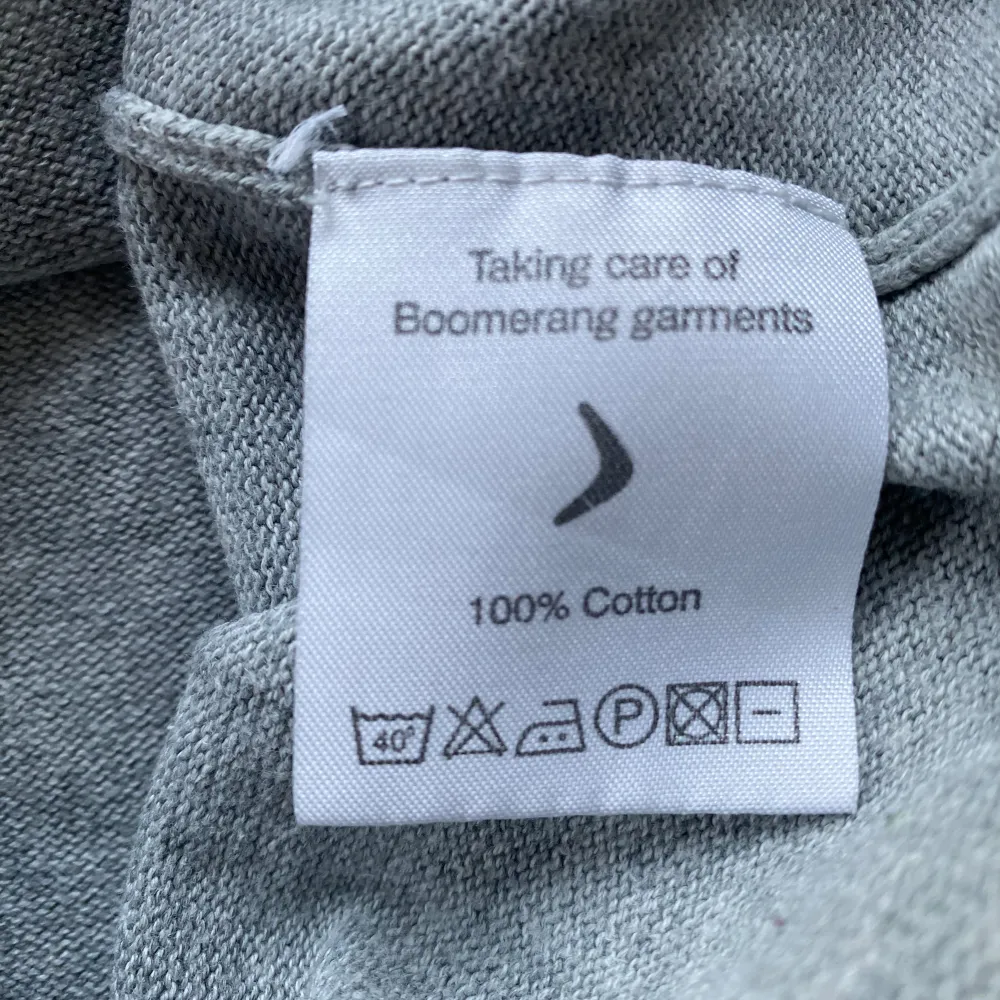 Taking care of
Boomerang garments
100% Cotton
40° P